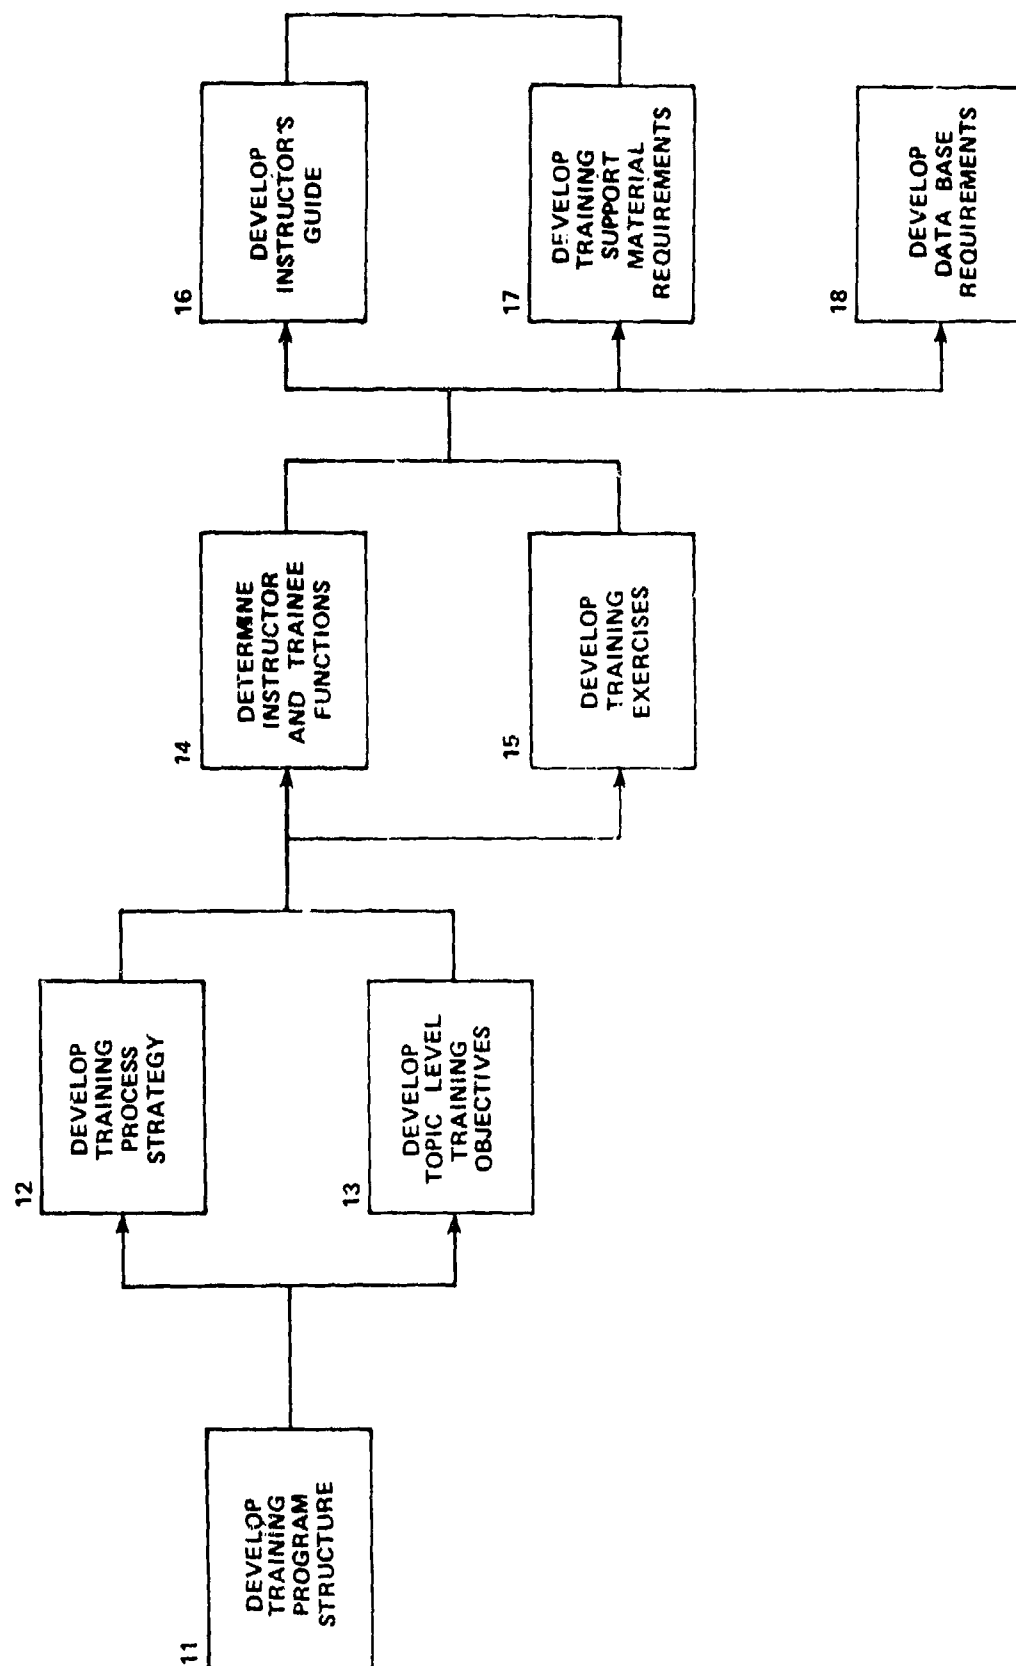 11
DEVELOP
TRAINING
PROGRAM
STRUCTURE
12
DEVELOP
TRAINING
PROCESS
STRATEGY
13
DEVELOP
TOPIC LEVEL
TRAINING
OBJECTIVES
14
DETERMINE
INSTRUCTOR
AND TRAINEE
FUNCTIONS
15
DEVELOP
TRAINING
EXERCISES
16
DEVELOP
INSTRUCTOR'S
GUIDE
17
DEVELOP
TRAINING
SUPPORT
MATERIAL
REQUIREMENTS
18
DEVELOP
DATA BASE
REQUIREMENTS